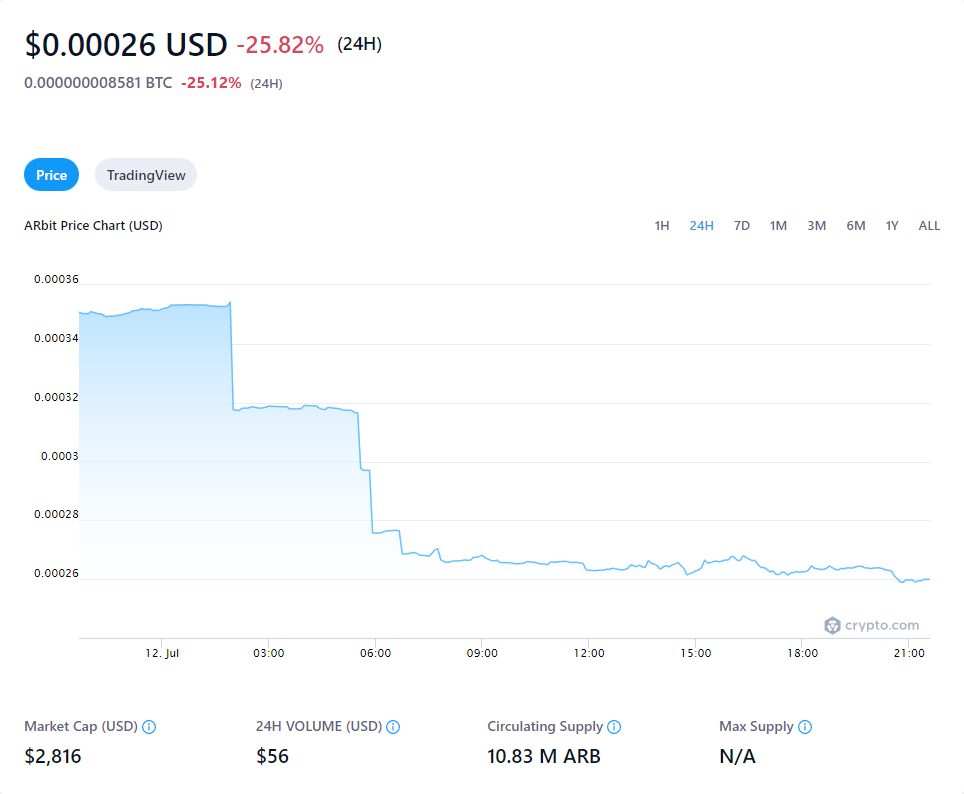 $0.00026 USD -25.82% (24H)
0.000000008581 BTC -25.12% (24H)
Price TradingView
ARbit Price Chart (USD) 1H 24H 7D 1M 3M 6M 1Y ALL
0.00036
0.00034
0.00032
0.0003
0.00028
0.00026
crypto.com
12. Jul 03:00 06:00 09:00 12:00 15:00 18:00 21:00
Market Cap (USD) 24H VOLUME (USD) Circulating Supply Max Supply
$2,816 $56 10.83 M ARB N/A